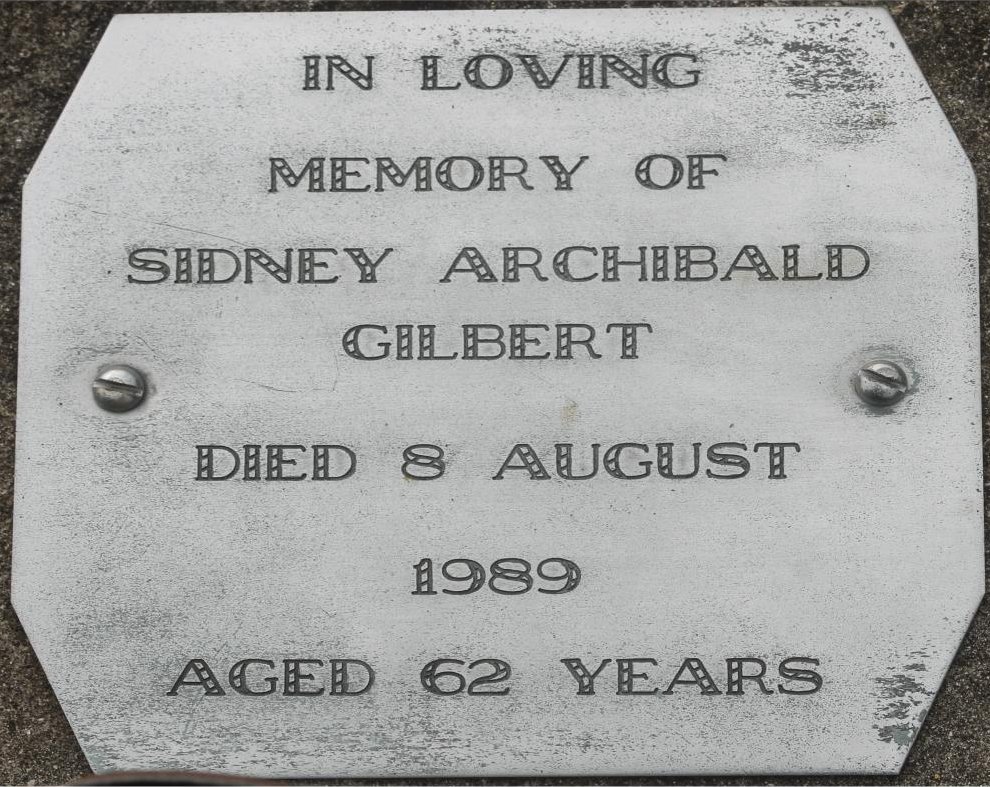 IN LOVING
MEMORY OF
SIDNEY ARCHIBALD
GILBERT
DIED 8 AUGUST
1989
AGED 62 YEARS